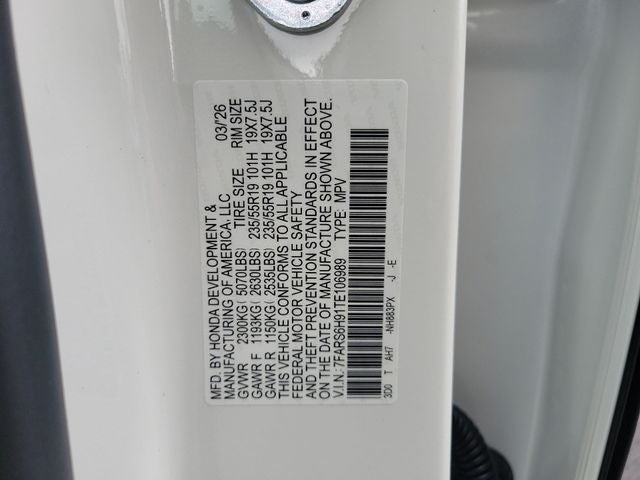 MFD. BY HONDA DEVELOPMENT & MANUFACTURING OF AMERICA, LLC 03/'26
TIRE SIZE RIM SIZE
GVWR 2300KG( 5070LBS)
GAWR F 1193KG( 2630LBS) 235/55R19 101H 19X7.5J
GAWR R 1150KG( 2535LBS) 235/55R19 101H 19X7.5J
THIS VEHICLE CONFORMS TO ALL APPLICABLE
FEDERAL MOTOR VEHICLE SAFETY
AND THEFT PREVENTION STANDARDS IN EFFECT
ON THE DATE OF MANUFACTURE SHOWN ABOVE.
V.I.N.: 7FARS6H91TE106989 TYPE: MPV
3D0 T AH7 -NH883PX -J -E